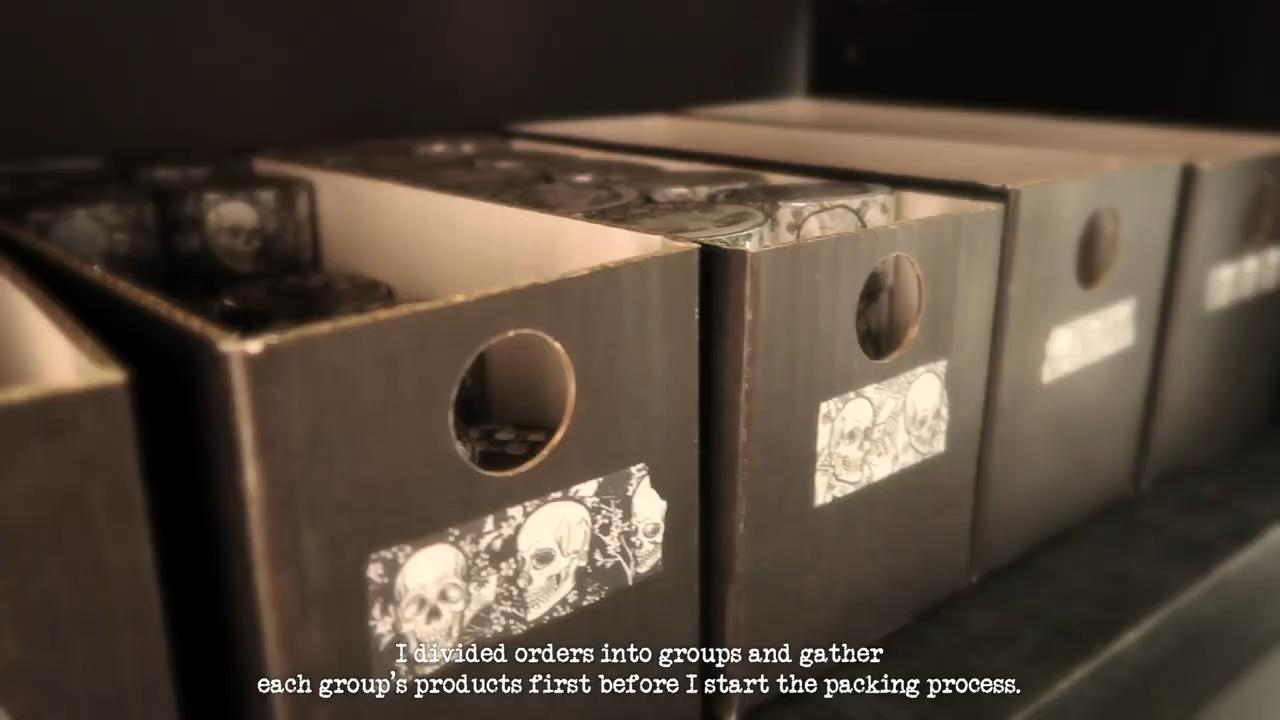 I divided orders into groups and gather
each group's products first before I start the packing process.